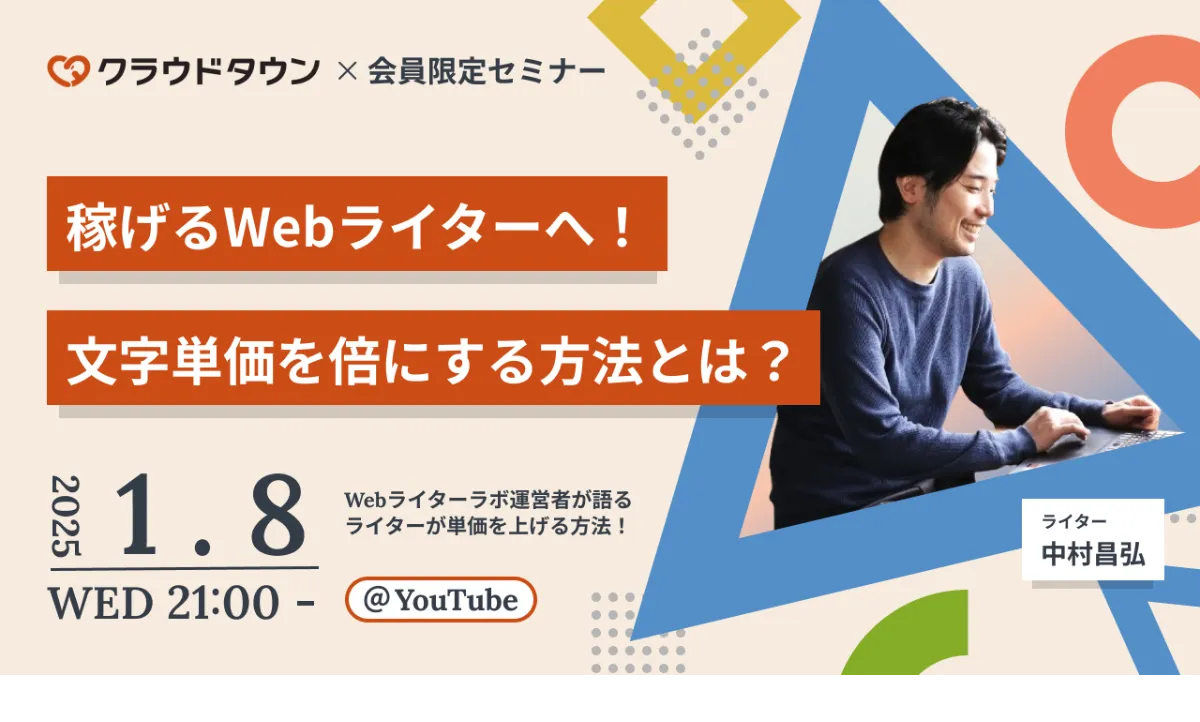 クラウドタウン × 会員限定セミナー
稼げるWebライターへ！
文字単価を倍にする方法とは？
2025
1.8
WED 21:00 -
Webライターラボ運営者が語る
ライターが単価を上げる方法！
@YouTube
ライター
中村昌弘